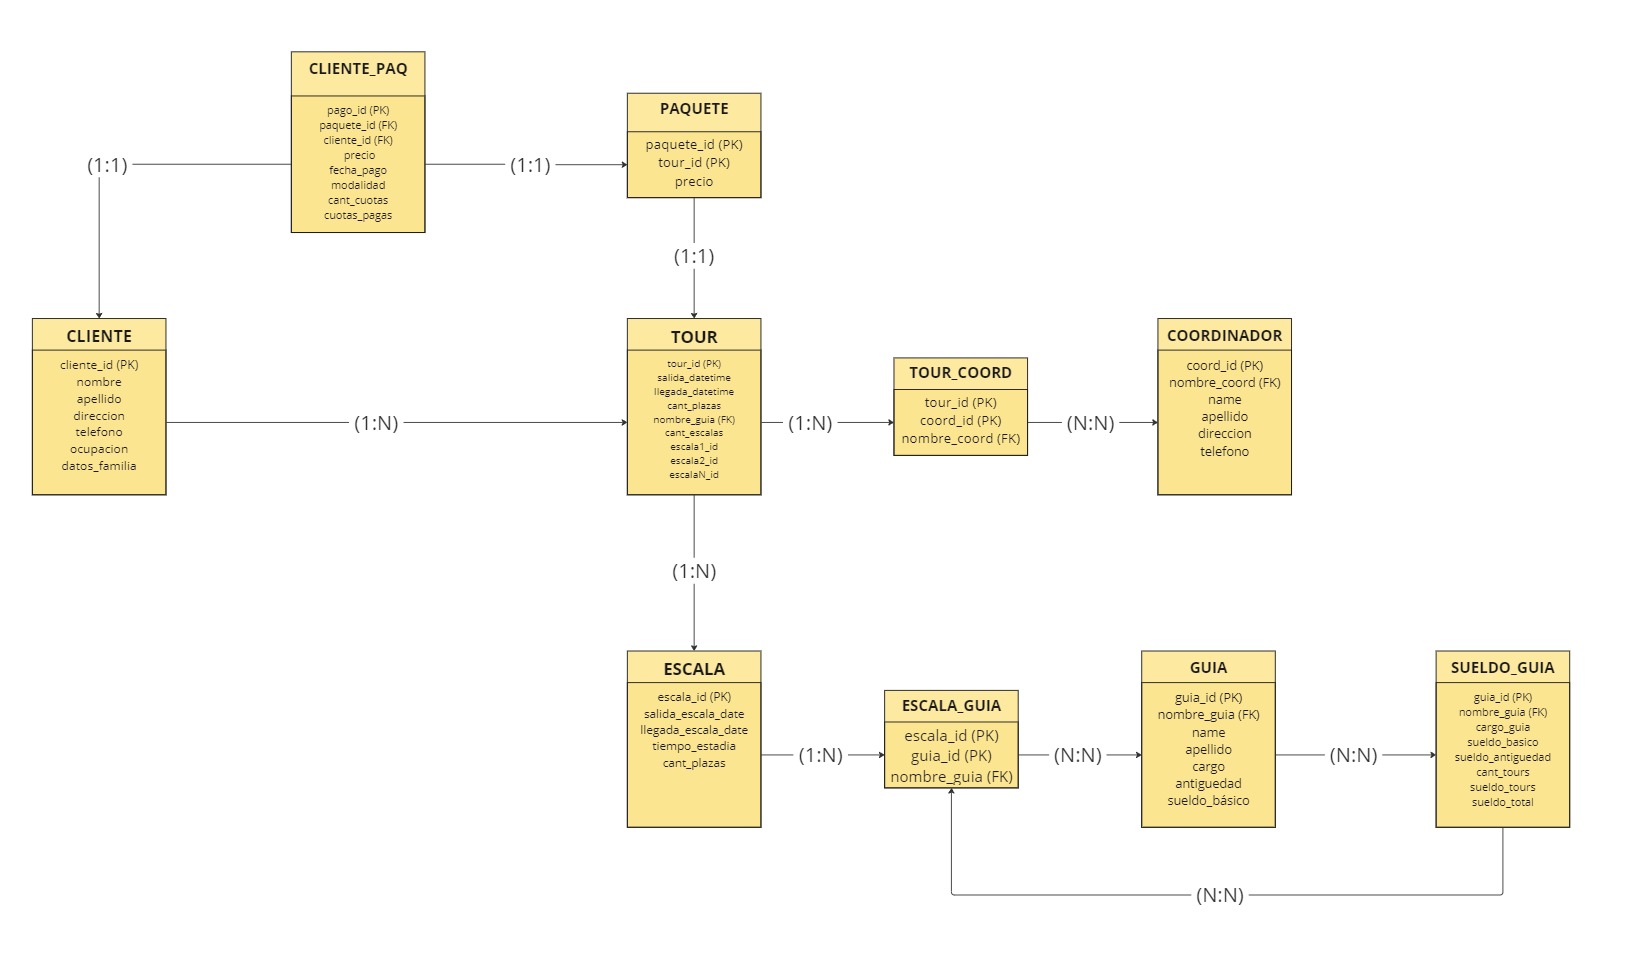 CLIENTE_PAQ
pago_id (PK)
paquete_id (FK)
cliente_id (FK)
precio
fecha_pago
modalidad
cant_cuotas
cuotas_pagas
PAQUETE
paquete_id (PK)
tour_id (PK)
precio
(1:1)
(1:1)
(1:1)
CLIENTE
cliente_id (PK)
nombre
apellido
direccion
telefono
ocupacion
datos_familia
(1:N)
TOUR
tour_id (PK)
salida_datetime
llegada_datetime
cant_plazas
nombre_guia (FK)
cant_escalas
escala1_id
escala2_id
escalaN_id
(1:N)
TOUR_COORD
tour_id (PK)
coord_id (PK)
nombre_coord (FK)
(N:N)
COORDINADOR
coord_id (PK)
nombre_coord (FK)
name
apellido
direccion
telefono
(1:N)
ESCALA
escala_id (PK)
salida_escala_date
llegada_escala_date
tiempo_estadia
cant_plazas
(1:N)
ESCALA_GUIA
escala_id (PK)
guia_id (PK)
nombre_guia (FK)
(N:N)
GUIA
guia_id (PK)
nombre_guia (FK)
name
apellido
cargo
antiguedad
sueldo_básico
(N:N)
SUELDO_GUIA
guia_id (PK)
nombre_guia (FK)
cargo_guia
sueldo_basico
sueldo_antiguedad
cant_tours
sueldo_tours
sueldo_total
(N:N)